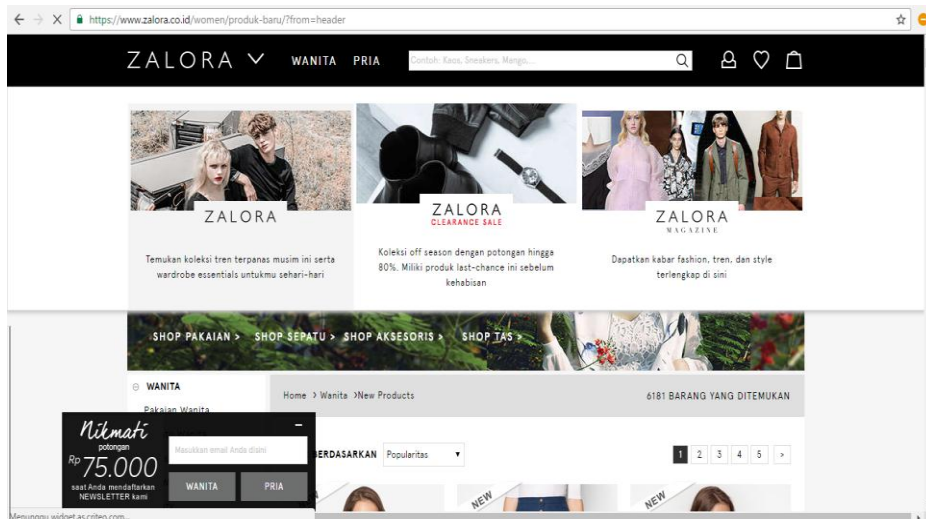 https://www.zalora.co.id/women/produk-baru/?from=header
ZALORA WANITA PRIA Contoh: Kaos, Sneakers, Mango,...
ZALORA
Temukan koleksi tren terpanas musim ini serta
wardrobe essentials untukmu sehari-hari
ZALORA
CLEARANCE SALE
Koleksi off season dengan potongan hingga
80%. Miliki produk last-chance ini sebelum
kehabisan
ZALORA
MAGAZINE
Dapatkan kabar fashion, tren, dan style
terlengkap di sini
SHOP PAKAIAN > SHOP SEPATU > SHOP AKSESORIS > SHOP TAS >
WANITA
Pakaian Wanita
Home > Wanita >New Products
6181 BARANG YANG DITEMUKAN
BERDASARKAN Popularitas
1 2 3 4 5 >
NEW
NEW
Nikmati
potongan
Rp 75.000
saat Anda mendaftarkan
NEWSLETTER kami
Masukkan email Anda disini
WANITA PRIA
Menunggu widget.as.criteo.com...